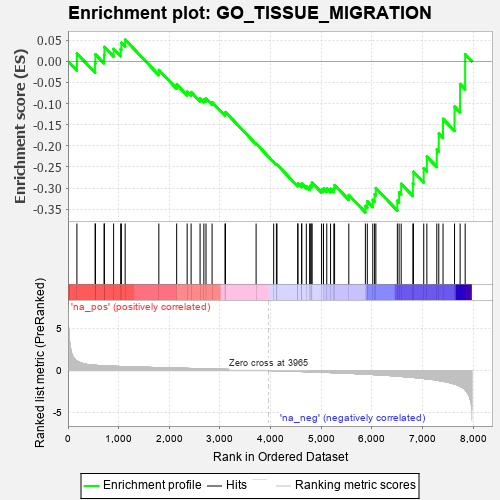 Enrichment plot: GO_TISSUE_MIGRATION
Enrichment score (ES)
0.05
0.00
-0.05
-0.10
-0.15
-0.20
-0.25
-0.30
-0.35
'na_pos' (positively correlated)
Ranked list metric (PreRanked)
5
0
-5
Zero cross at 3965
'na_neg' (negatively correlated)
0 1,000 2,000 3,000 4,000 5,000 6,000 7,000 8,000
Rank in Ordered Dataset
Enrichment profile Hits Ranking metric scores